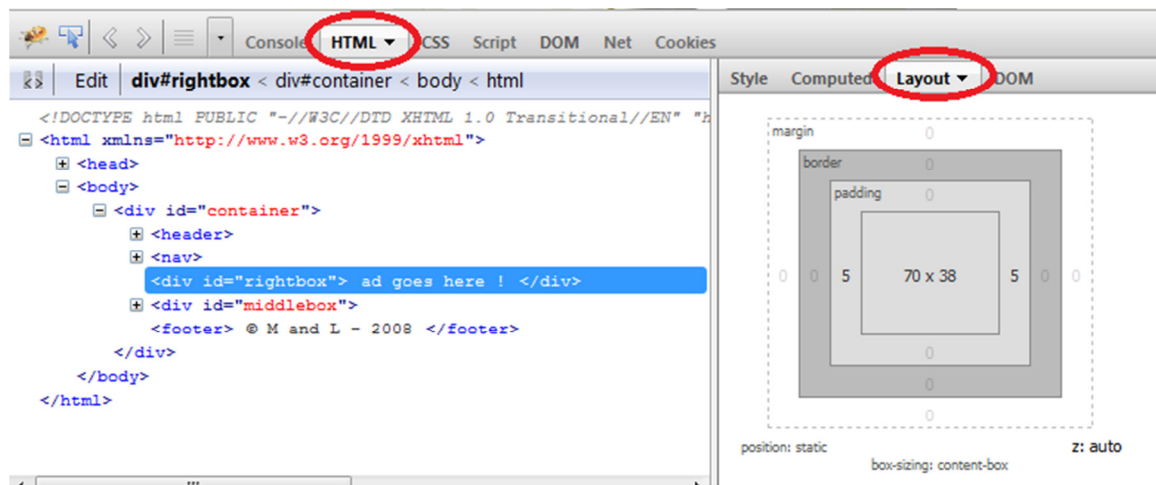 Console HTML CSS Script DOM Net Cookies
Edit div#rightbox < div#container < body < html
<!DOCTYPE html PUBLIC "-//W3C//DTD XHTML 1.0 Transitional//EN" "h
<html xmlns="http://www.w3.org/1999/xhtml">
<head>
<body>
<div id="container">
<header>
<nav>
<div id="rightbox"> ad goes here ! </div>
<div id="middlebox">
<footer> © M and L - 2008 </footer>
</div>
</body>
</html>
Style Computed Layout DOM
margin 0
border 0
padding 0
0 0 5 70 x 38 5 0 0
0
0
0
position: static z: auto
box-sizing: content-box